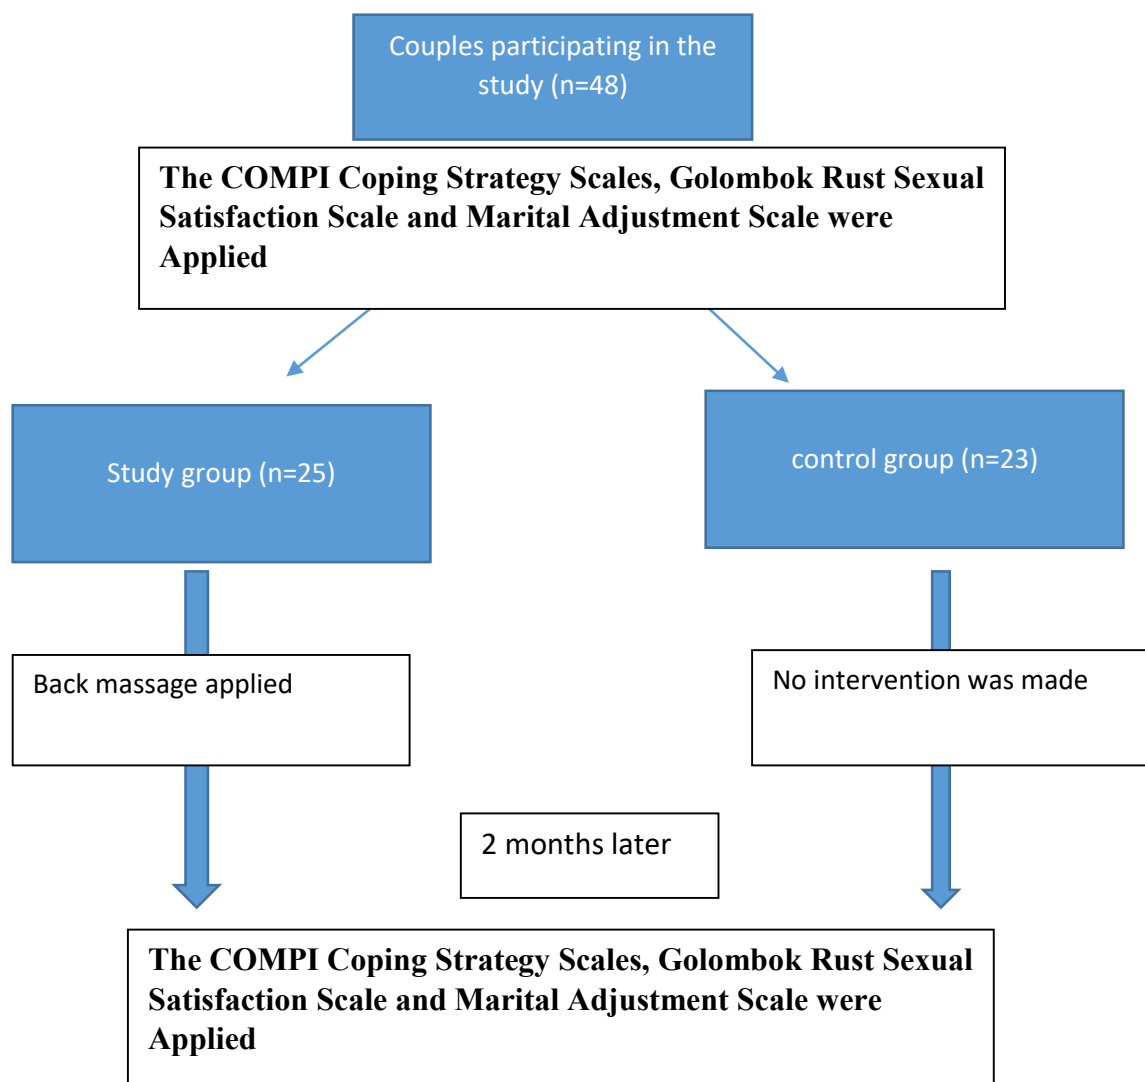 Couples participating in the
study (n=48)
The COMPI Coping Strategy Scales, Golombok Rust Sexual
Satisfaction Scale and Marital Adjustment Scale were
Applied
Study group (n=25)
control group (n=23)
Back massage applied
No intervention was made
2 months later
The COMPI Coping Strategy Scales, Golombok Rust Sexual
Satisfaction Scale and Marital Adjustment Scale were
Applied